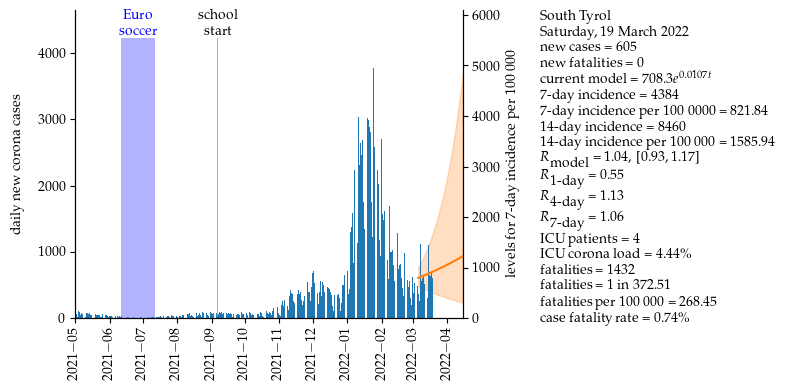 Euro
soccer
school
start
daily new corona cases
4000
3000
2000
1000
0
6000
5000
4000
3000
2000
1000
0
levels for 7-day incidence per 100 000
2021−05
2021−06
2021−07
2021−08
2021−09
2021−10
2021−11
2021−12
2022−01
2022−02
2022−03
2022−04
South Tyrol
Saturday, 19 March 2022
new cases = 605
new fatalities = 0
current model = 708.3e^0.0107t
7-day incidence = 4384
7-day incidence per 100 0000 = 821.84
14-day incidence = 8460
14-day incidence per 100 000 = 1585.94
R model = 1.04, [0.93, 1.17]
R 1-day = 0.55
R 4-day = 1.13
R 7-day = 1.06
ICU patients = 4
ICU corona load = 4.44%
fatalities = 1432
fatalities = 1 in 372.51
fatalities per 100 000 = 268.45
case fatality rate = 0.74%